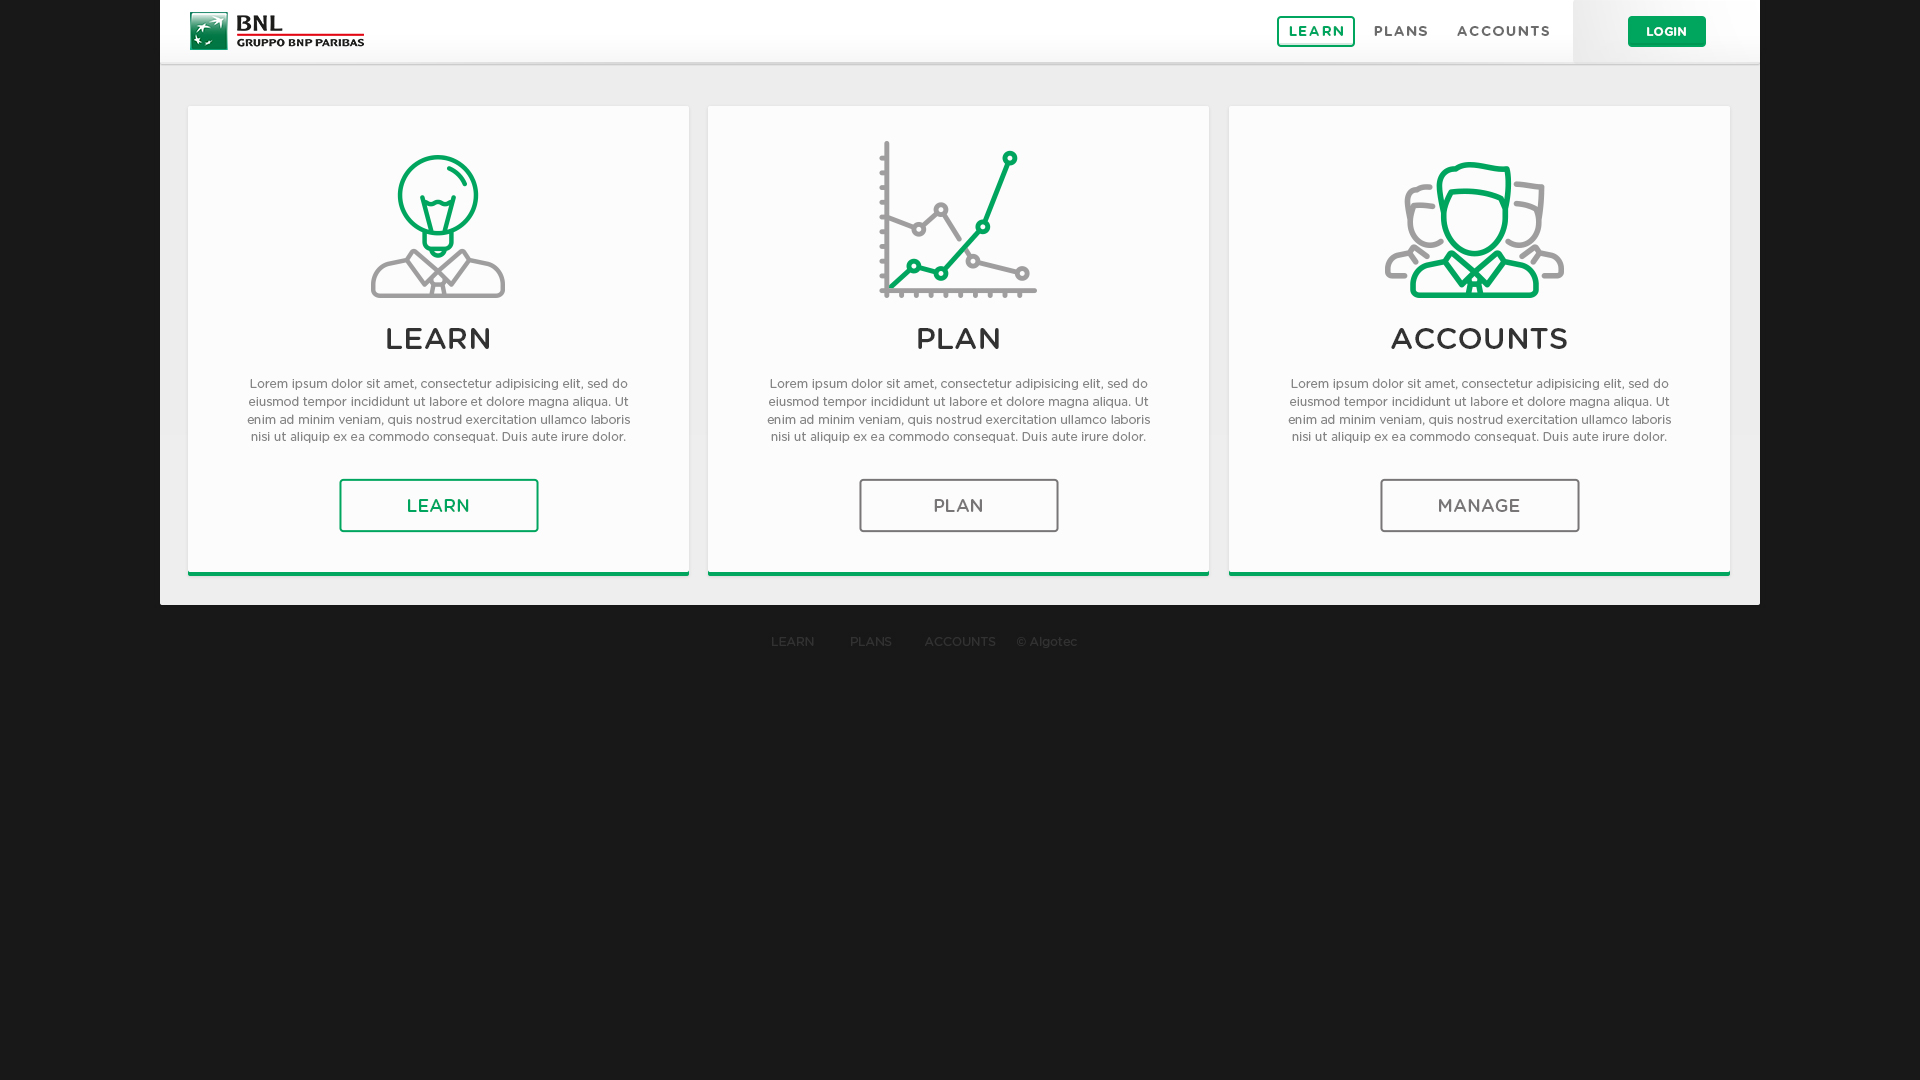 BNL
GRUPPO BNP PARIBAS
LEARN PLANS ACCOUNTS LOGIN
LEARN
Lorem ipsum dolor sit amet, consectetur adipisicing elit, sed do
eiusmod tempor incididunt ut labore et dolore magna aliqua. Ut
enim ad minim veniam, quis nostrud exercitation ullamco laboris
nisi ut aliquip ex ea commodo consequat. Duis aute irure dolor.
LEARN
PLAN
Lorem ipsum dolor sit amet, consectetur adipisicing elit, sed do
eiusmod tempor incididunt ut labore et dolore magna aliqua. Ut
enim ad minim veniam, quis nostrud exercitation ullamco laboris
nisi ut aliquip ex ea commodo consequat. Duis aute irure dolor.
PLAN
ACCOUNTS
Lorem ipsum dolor sit amet, consectetur adipisicing elit, sed do
eiusmod tempor incididunt ut labore et dolore magna aliqua. Ut
enim ad minim veniam, quis nostrud exercitation ullamco laboris
nisi ut aliquip ex ea commodo consequat. Duis aute irure dolor.
MANAGE
LEARN PLANS ACCOUNTS © Algotec